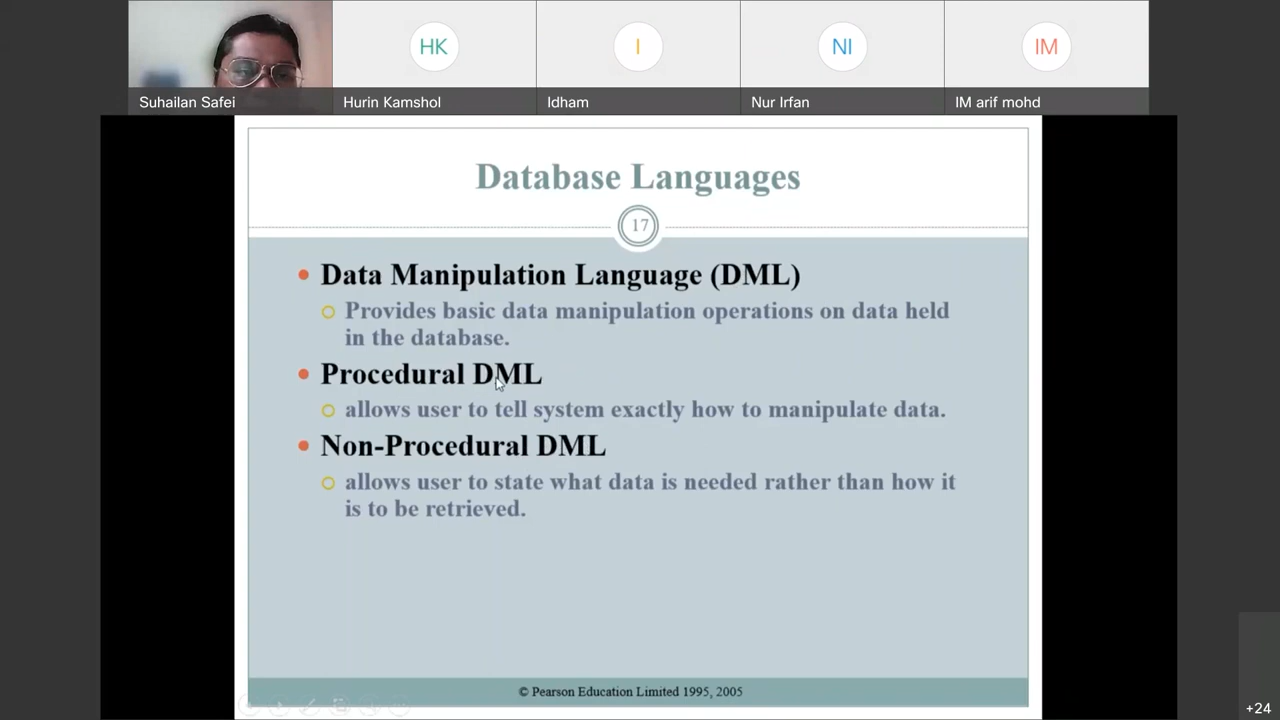 HK
I
NI
IM
Suhailan Safei
Hurin Kamshol
Idham
Nur Irfan
IM arif mohd
Database Languages
17
Data Manipulation Language (DML)
Provides basic data manipulation operations on data held
in the database.
Procedural DML
allows user to tell system exactly how to manipulate data.
Non-Procedural DML
allows user to state what data is needed rather than how it
is to be retrieved.
© Pearson Education Limited 1995, 2005
+24